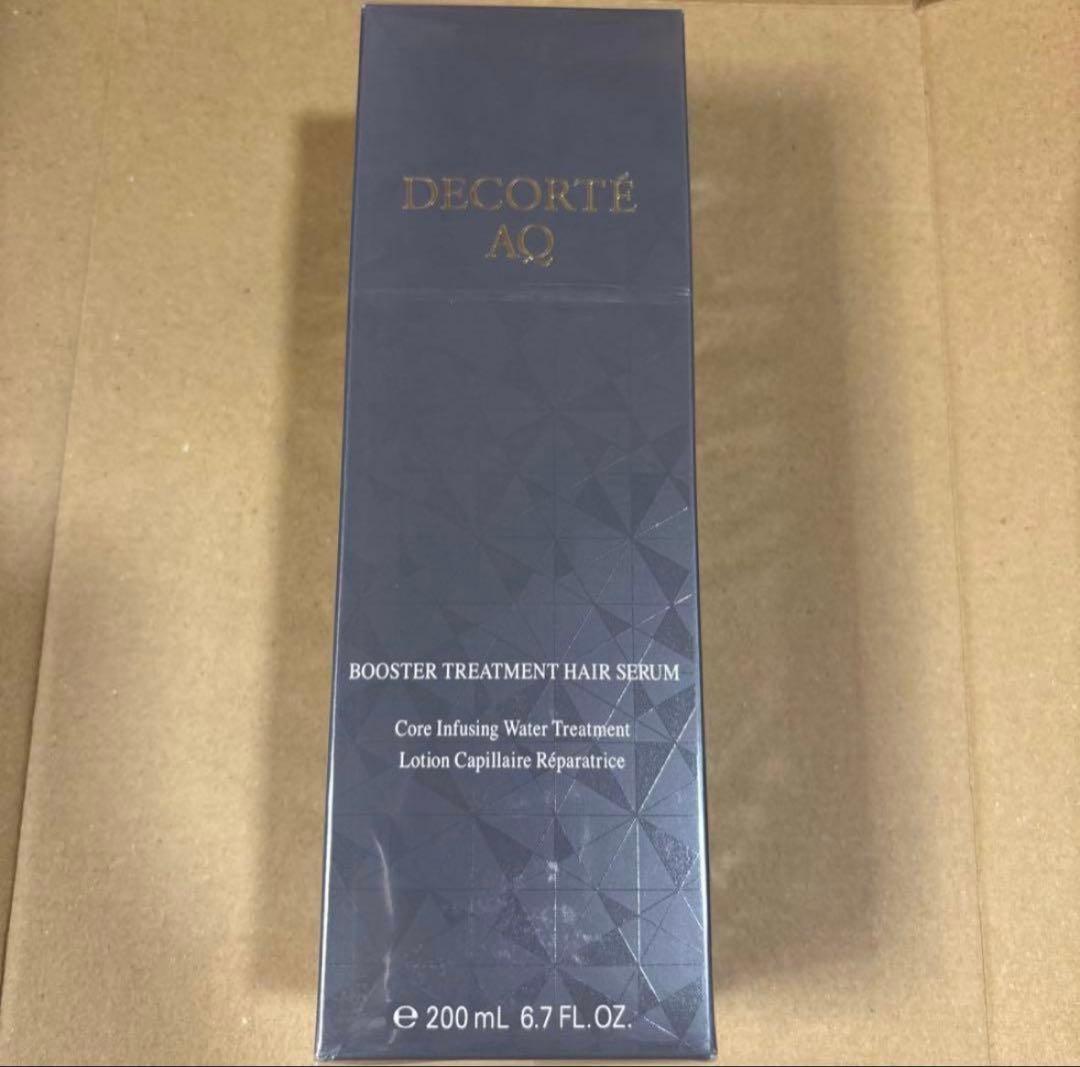 DECORTÉ
AQ
BOOSTER TREATMENT HAIR SERUM
Core Infusing Water Treatment
Lotion Capillaire Réparatrice
℮ 200 mL 6.7 FL.OZ.